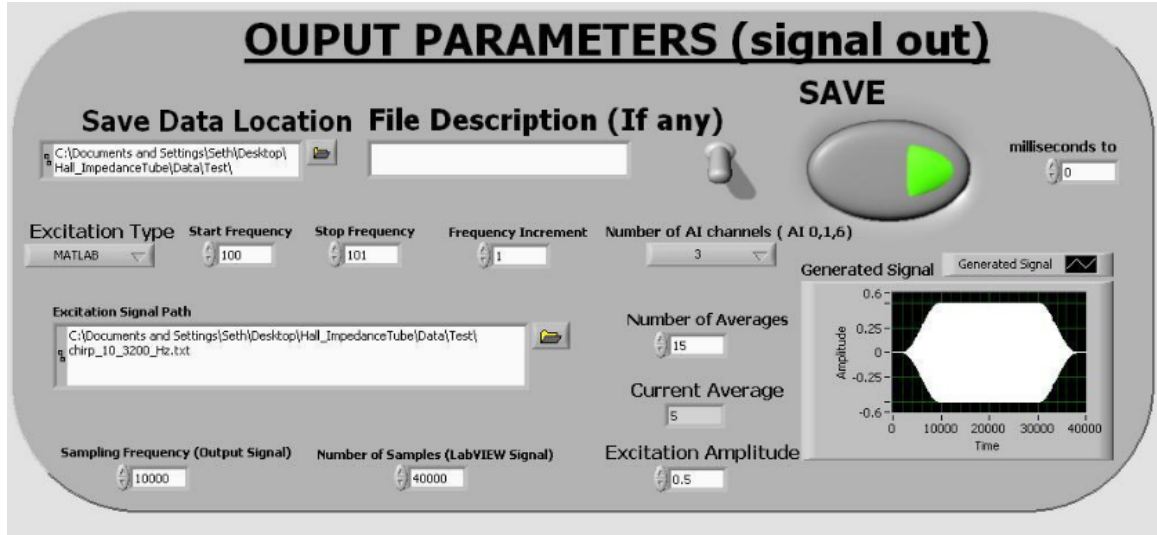 OUPUT PARAMETERS (signal out)
SAVE
Save Data Location
File Description (If any)
milliseconds to
C:\Documents and Settings\Seth\Desktop\
Hall_ImpedanceTube\Data\Test\
0
Excitation Type
Start Frequency
Stop Frequency
Frequency Increment
Number of AI channels ( AI 0,1,6)
MATLAB
100
101
1
3
Generated Signal
Generated Signal
Excitation Signal Path
C:\Documents and Settings\Seth\Desktop\Hall_ImpedanceTube\Data\Test\
chirp_10_3200_Hz.txt
Number of Averages
15
Current Average
5
Sampling Frequency (Output Signal)
10000
Number of Samples (LabVIEW Signal)
40000
Excitation Amplitude
0.5
Amplitude
0.6
0.25
0
-0.25
-0.6
0
10000
20000
30000
40000
Time